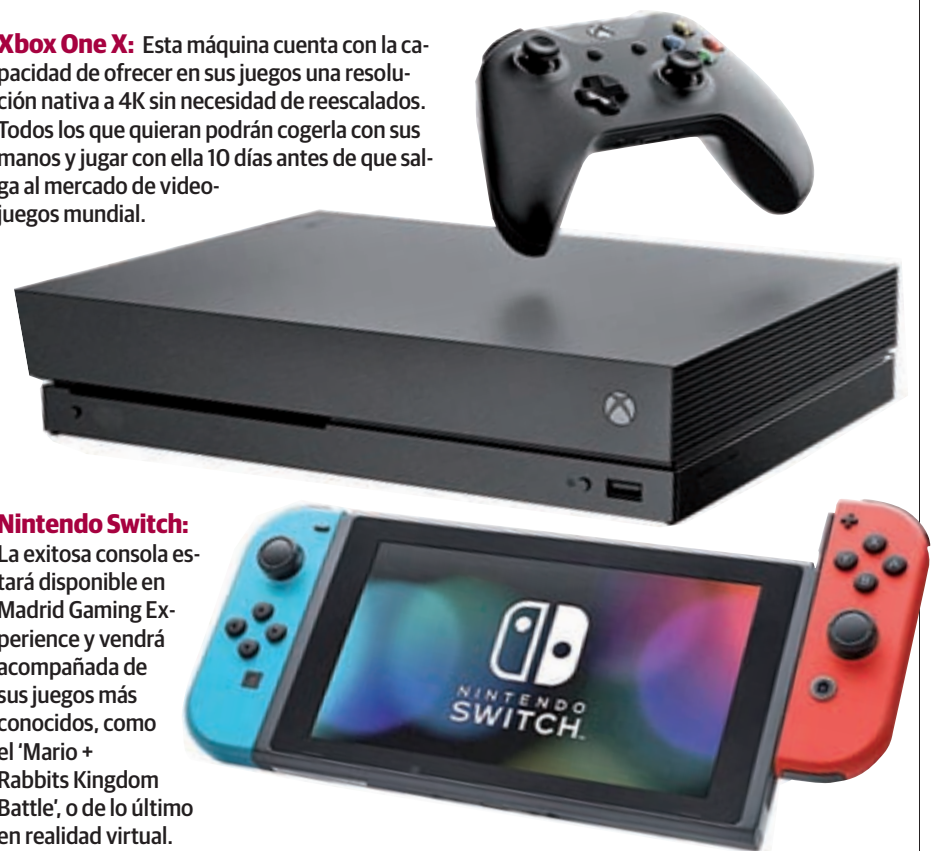 Xbox One X: Esta máquina cuenta con la ca-
pacidad de ofrecer en sus juegos una resolu-
ción nativa a 4K sin necesidad de reescalados.
Todos los que quieran podrán cogerla con sus
manos y jugar con ella 10 días antes de que sal-
ga al mercado de video-
juegos mundial.
Nintendo Switch:
La exitosa consola es-
tará disponible en
Madrid Gaming Ex-
perience y vendrá
acompañada de
sus juegos más
conocidos, como
el ‘Mario +
Rabbits Kingdom
Battle’, o de lo último
en realidad virtual.
NINTENDO
SWITCH